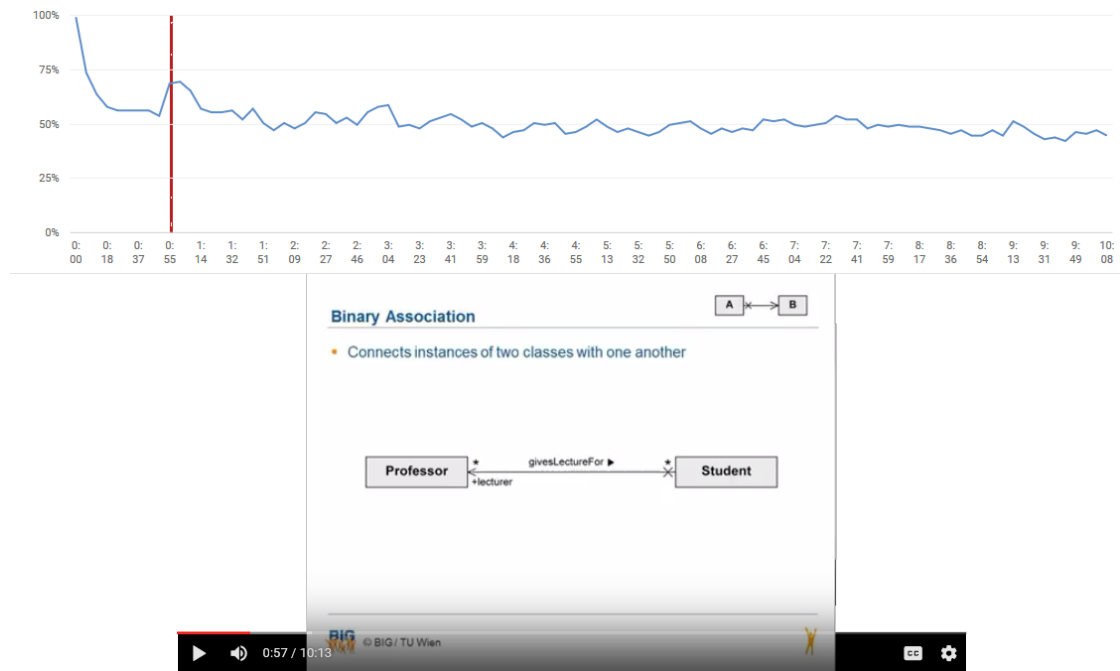 100%
75%
50%
25%
0%
0: 0: 0: 0: 1: 1: 1: 2: 2: 2: 3: 3: 3: 3: 4: 4: 4: 5: 5: 5: 6: 6: 6: 7: 7: 7: 7: 8: 8: 8: 9: 9: 9: 10:
00 18 37 55 14 32 51 09 27 46 04 23 41 59 18 36 55 13 32 50 08 27 45 04 22 41 59 17 36 54 13 31 49 08
A B
Binary Association
• Connects instances of two classes with one another
* givesLectureFor ▶ *
Professor Student
+lecturer
BIG © BIG / TU Wien
0:57 / 10:13 CC